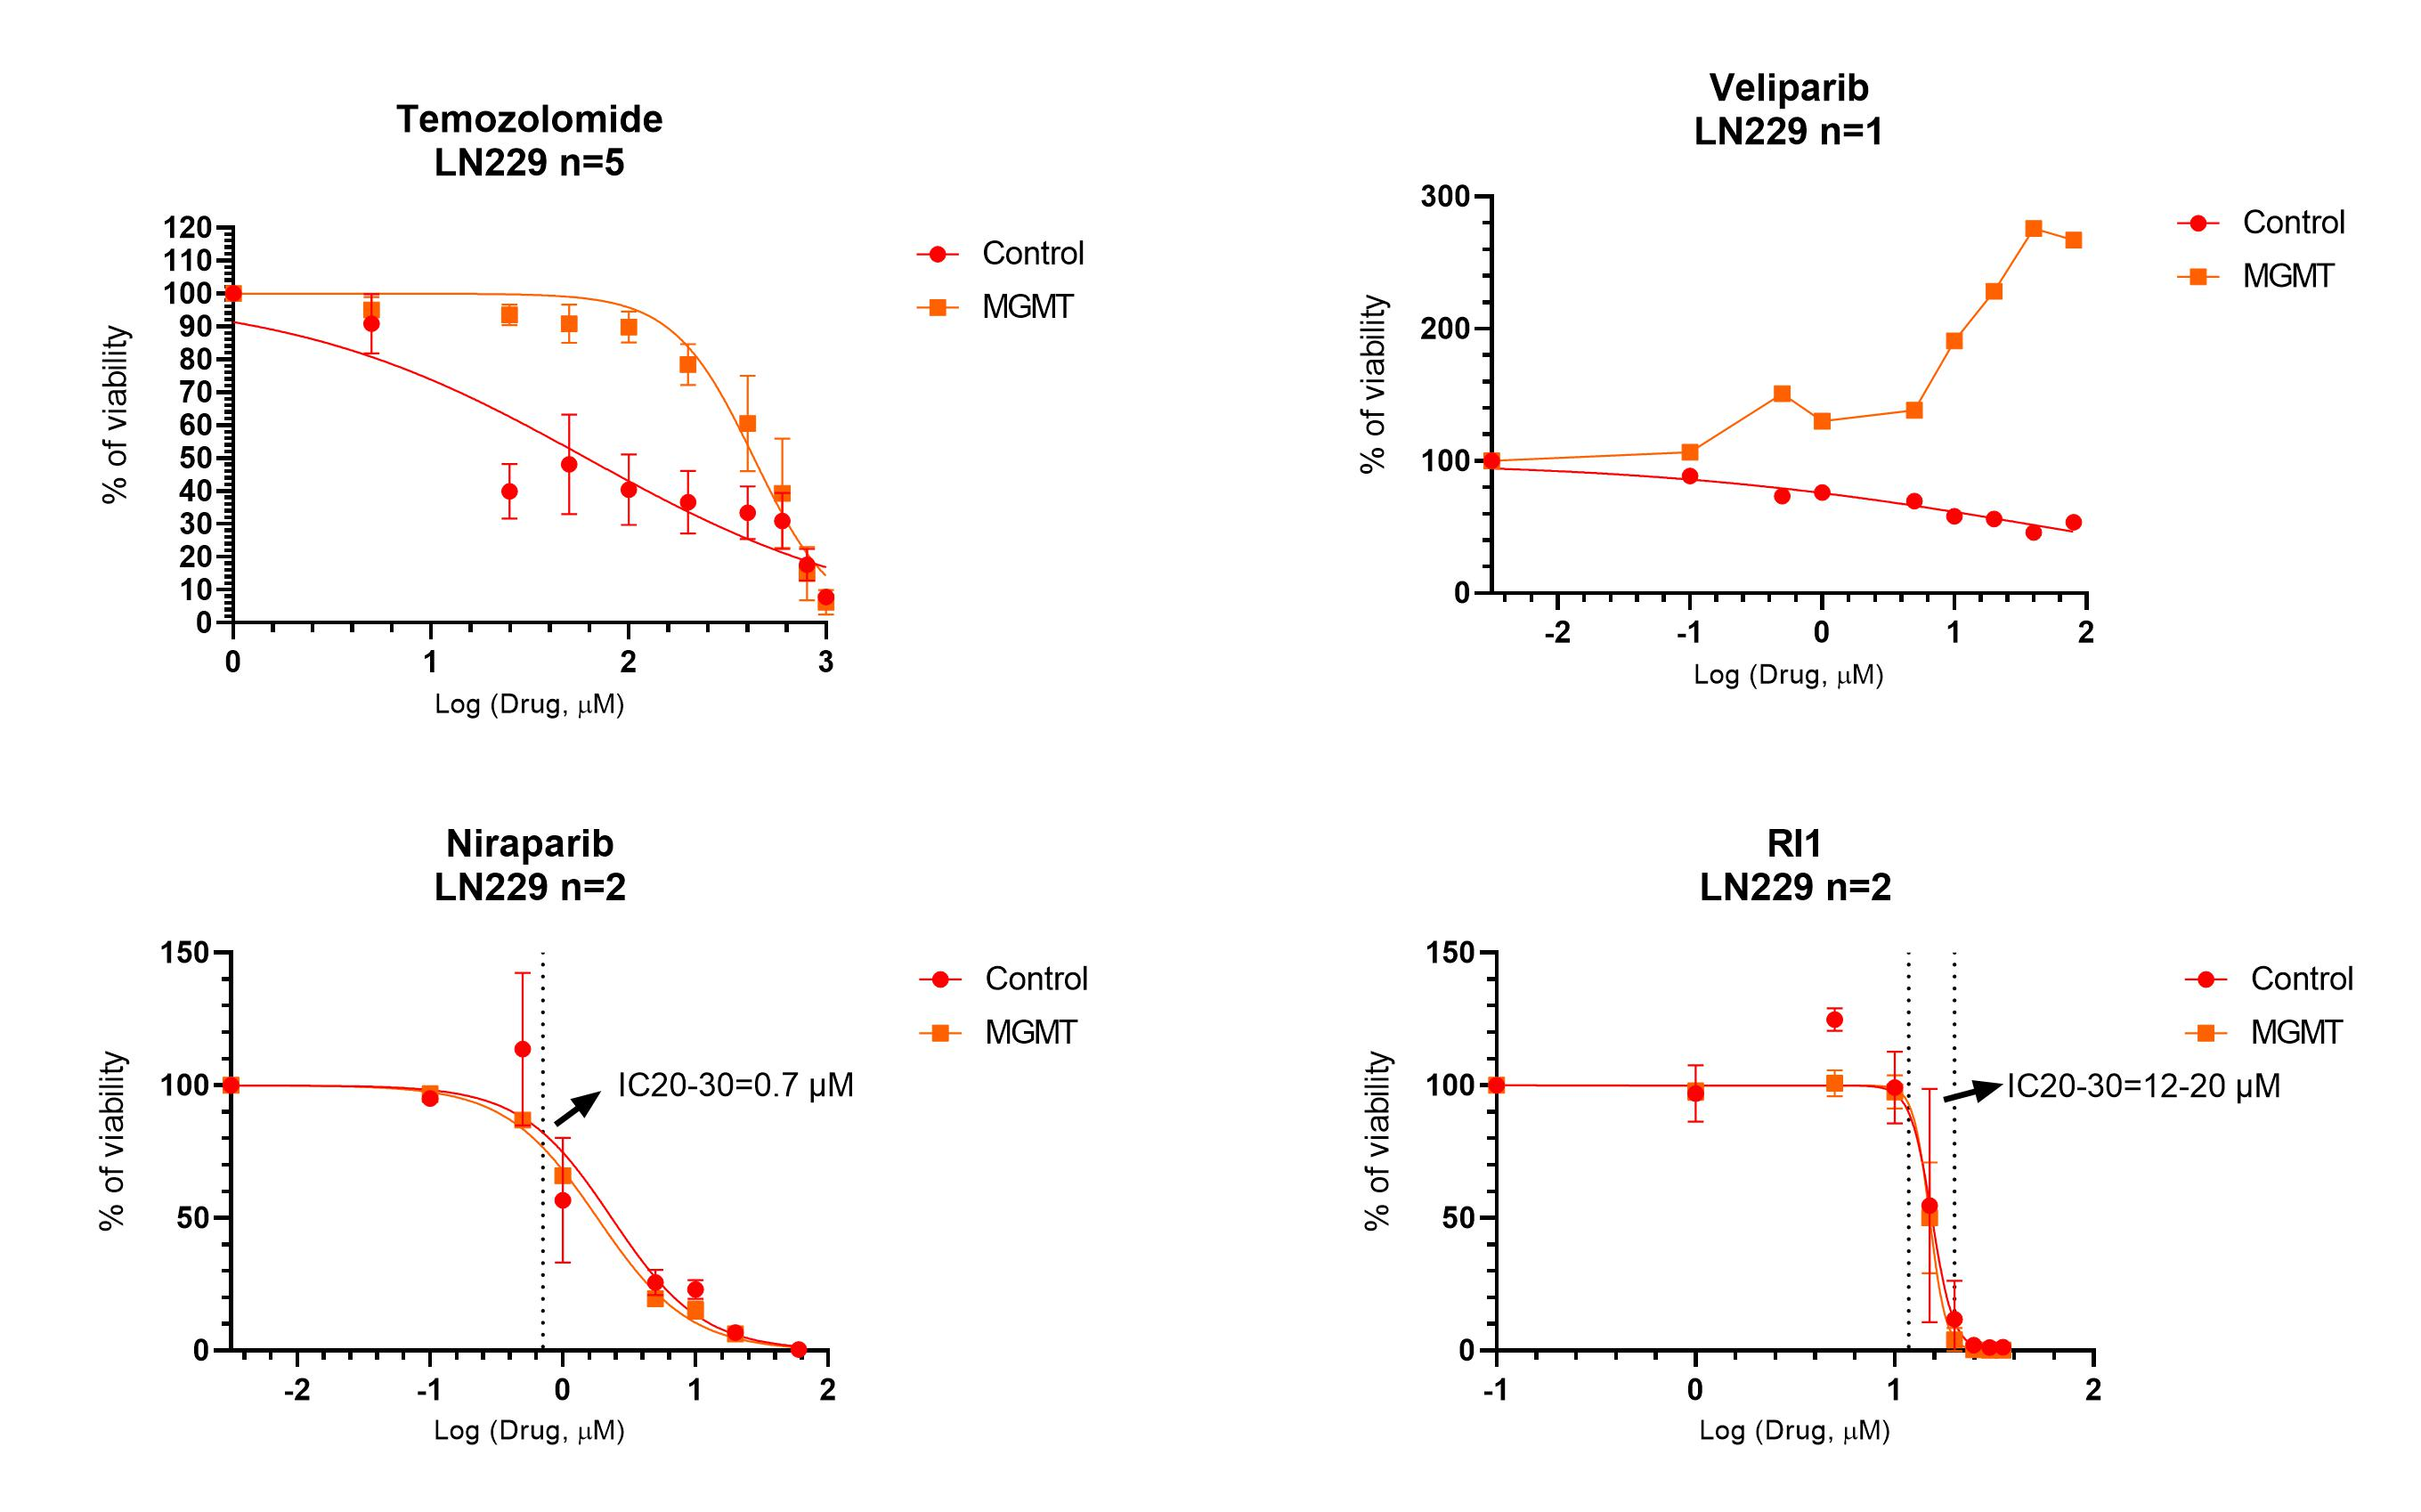 Temozolomide
LN229 n=5
120
110
100
90
80
70
60
50
40
30
20
10
0
0 1 2 3
% of viability
Log (Drug, μM)
Control
MGMT
Veliparib
LN229 n=1
300
200
100
0
-2 -1 0 1 2
% of viability
Log (Drug, μM)
Control
MGMT
Niraparib
LN229 n=2
150
100
50
0
-2 -1 0 1 2
% of viability
Log (Drug, μM)
IC20-30=0.7 μM
Control
MGMT
RI1
LN229 n=2
150
100
50
0
-1 0 1 2
% of viability
Log (Drug, μM)
IC20-30=12-20 μM
Control
MGMT